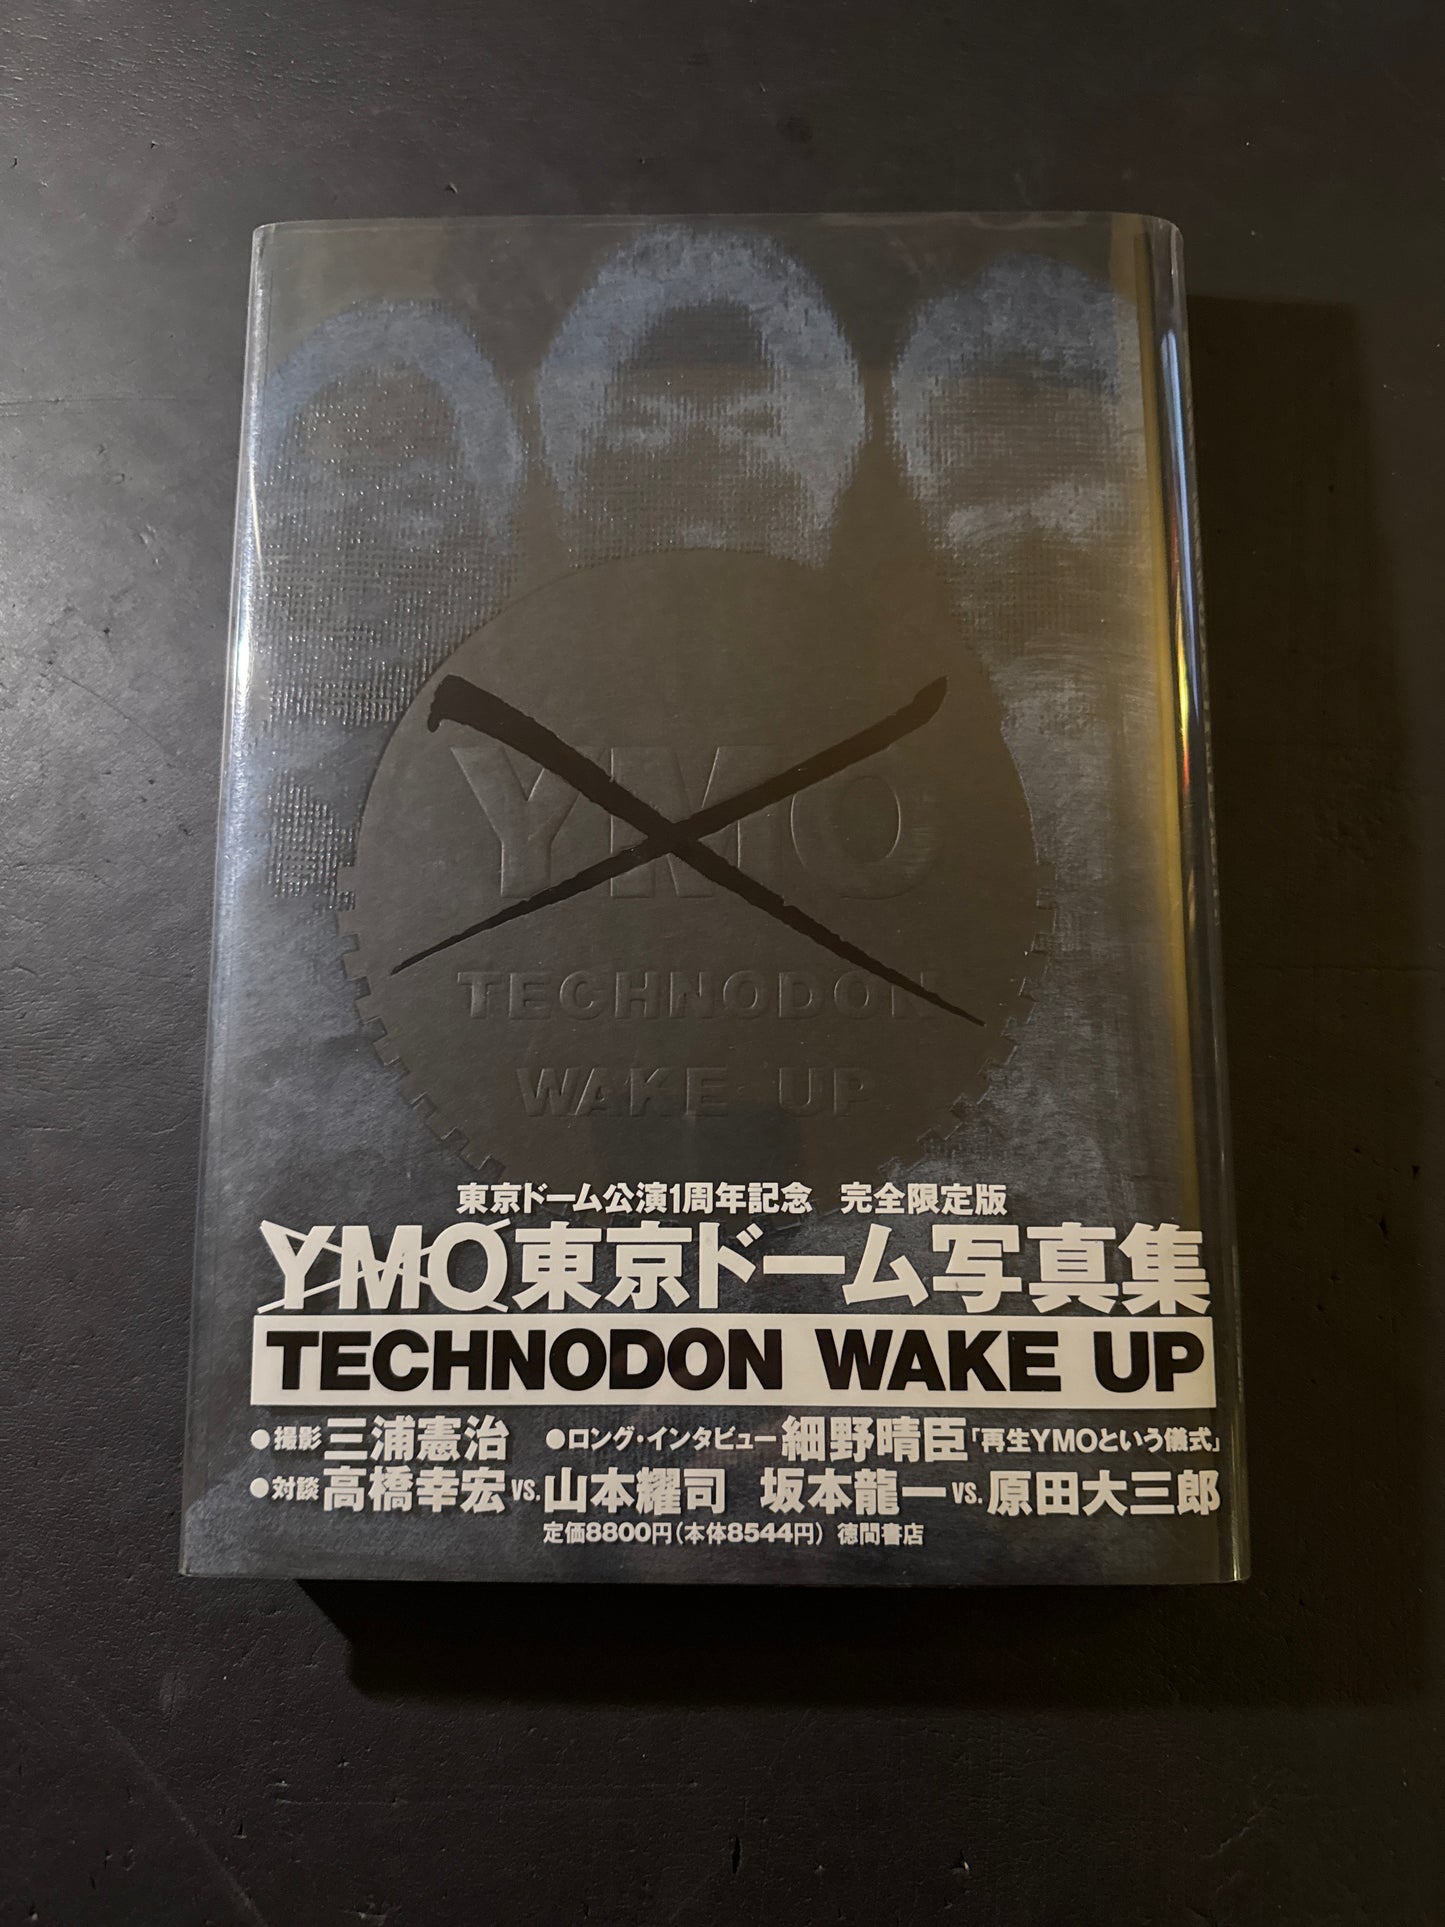 YMO
TECHNODON
WAKE UP
東京ドーム公演1周年記念 完全限定版
YMO東京ドーム写真集
TECHNODON WAKE UP
●撮影 三浦憲治 ●ロング・インタビュー 細野晴臣「再生YMOという儀式」
●対談 高橋幸宏 vs. 山本耀司 坂本龍一 vs. 原田大三郎
定価8800円(本体8544円) 徳間書店